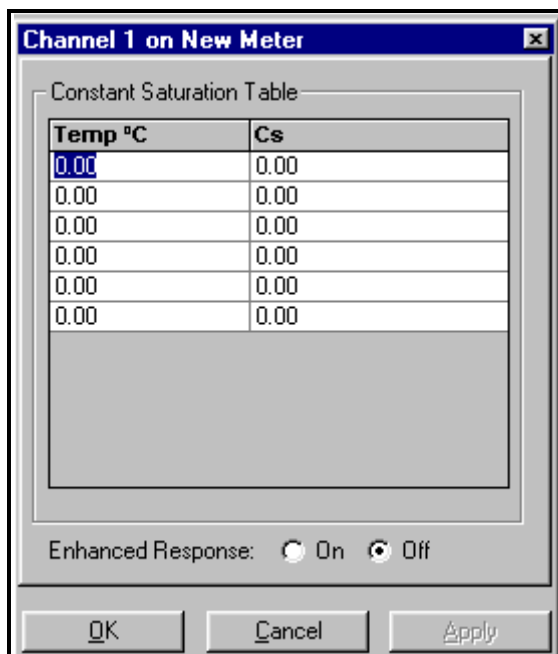 Channel 1 on New Meter
Constant Saturation Table
Temp ºC Cs
0.00 0.00
0.00 0.00
0.00 0.00
0.00 0.00
0.00 0.00
0.00 0.00
Enhanced Response: On Off
OK Cancel Apply